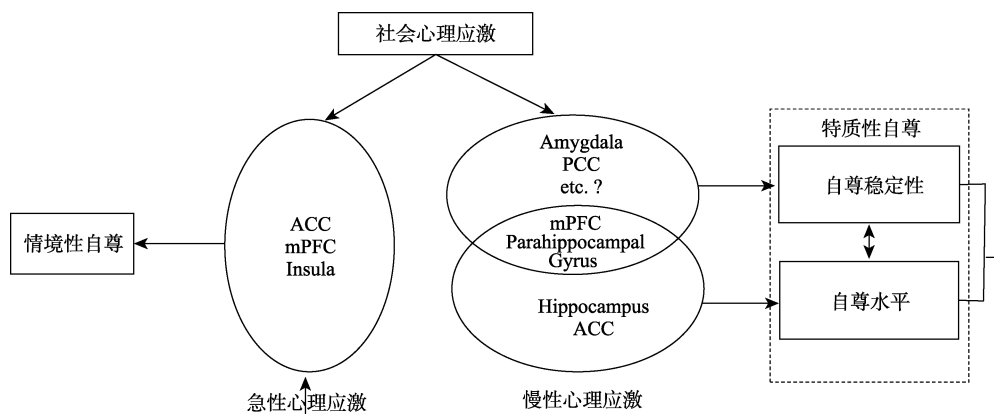 社会心理应激
Amygdala
PCC
etc. ?
mPFC
Parahippocampal
Gyrus
Hippocampus
ACC
ACC
mPFC
Insula
情境性自尊
特质性自尊
自尊稳定性
自尊水平
急性心理应激
慢性心理应激